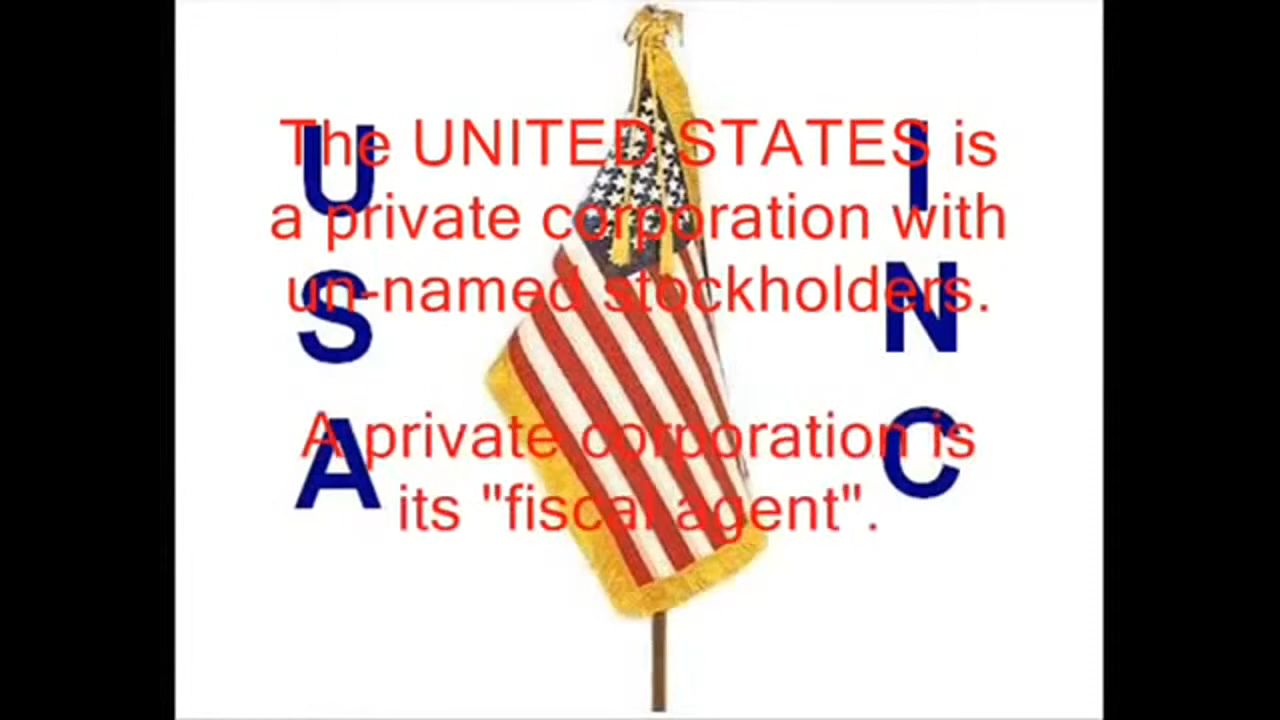 The UNITED STATES is
a private corporation with
un-named stockholders.
A private corporation is
its "fiscal agent".
U
S
A
I
N
C